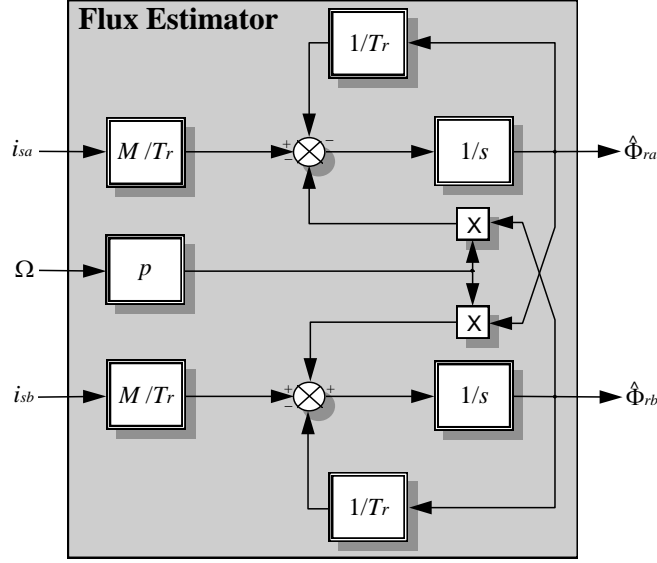 Flux Estimator
1/Tr
+ −
−
isa M /Tr 1/s Φ̂ra
X
Ω p
X
+ +
−
isb M /Tr 1/s Φ̂rb
1/Tr